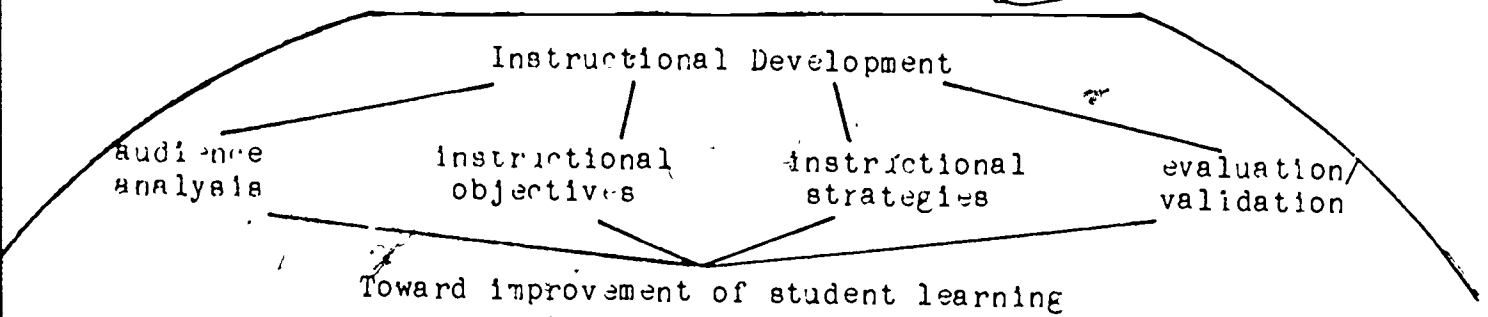 Instructional Development
audience
analysis
instructional
objectives
instructional
strategies
evaluation/
validation
Toward improvement of student learning